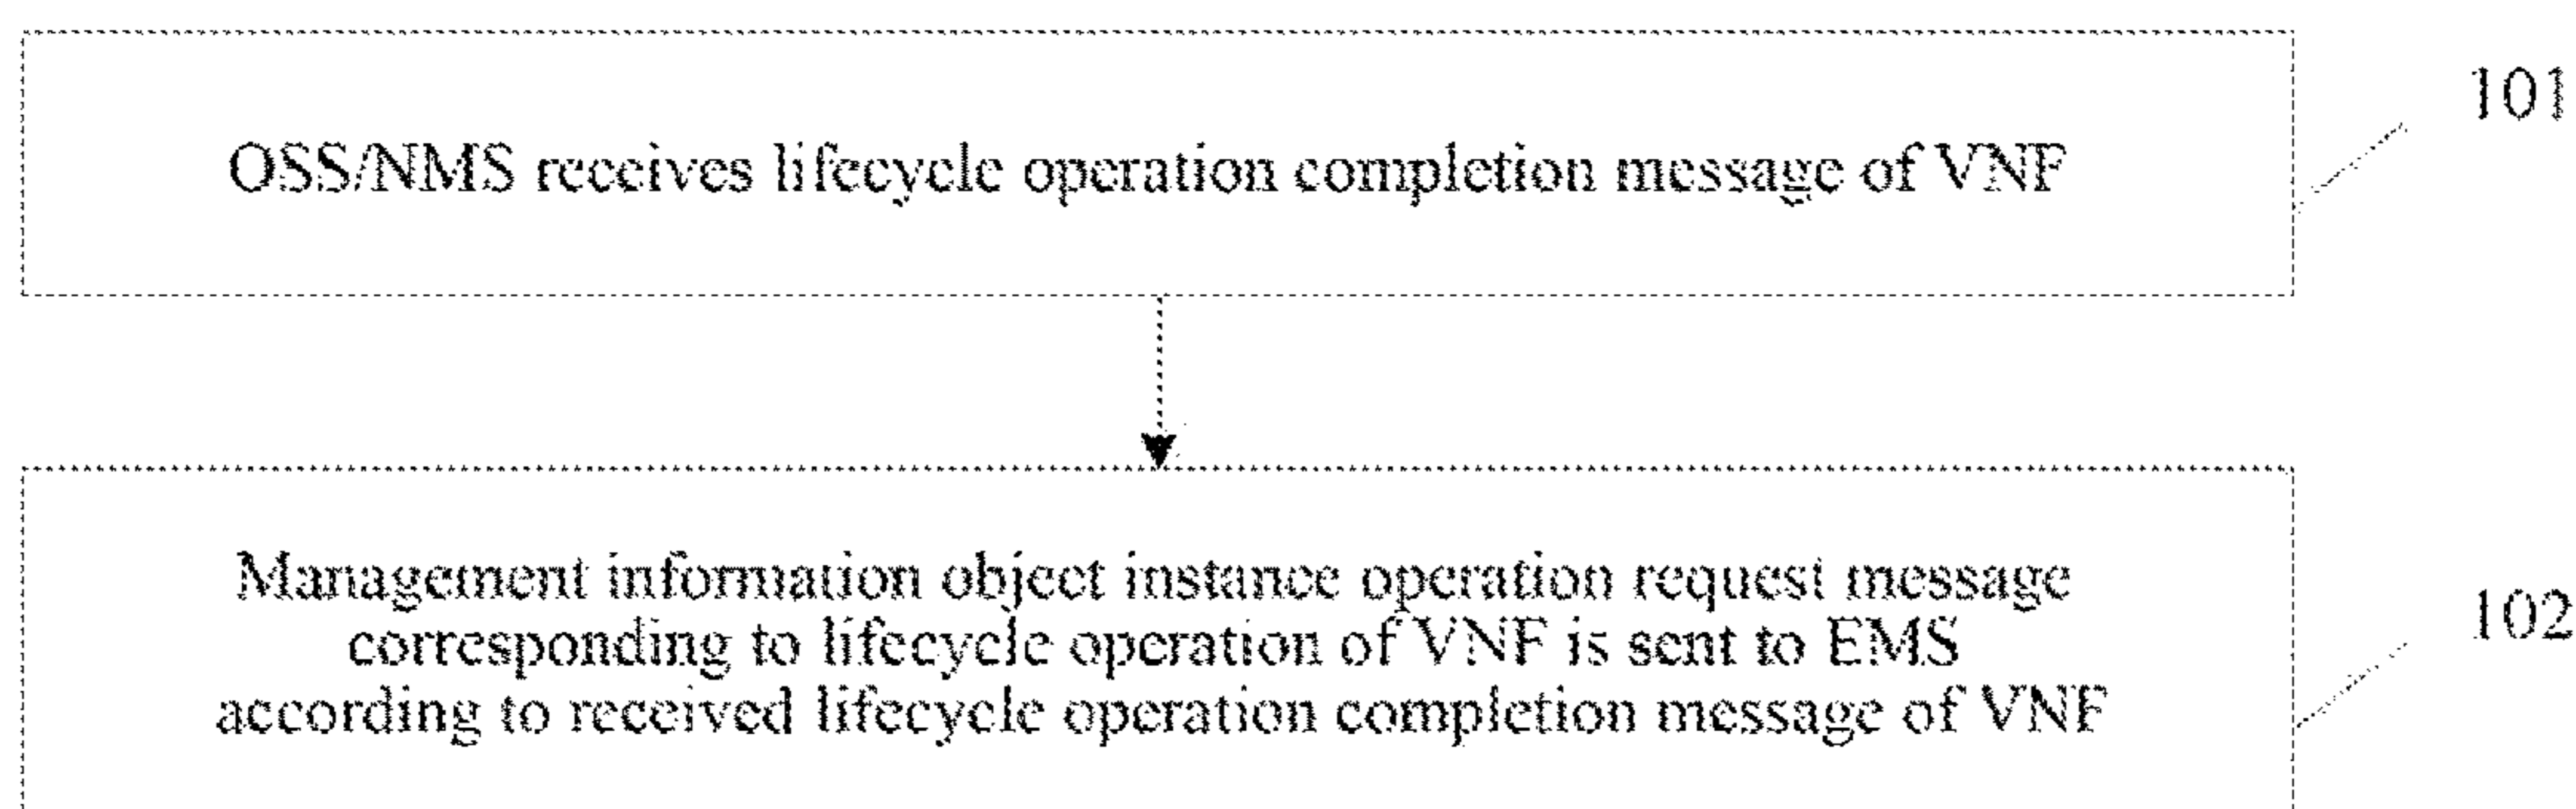 101
OSS/NMS receives lifecycle operation completion message of VNF
Management information object instance operation request message
corresponding to lifecycle operation of VNF is sent to EMS
according to received lifecycle operation completion message of VNF
102